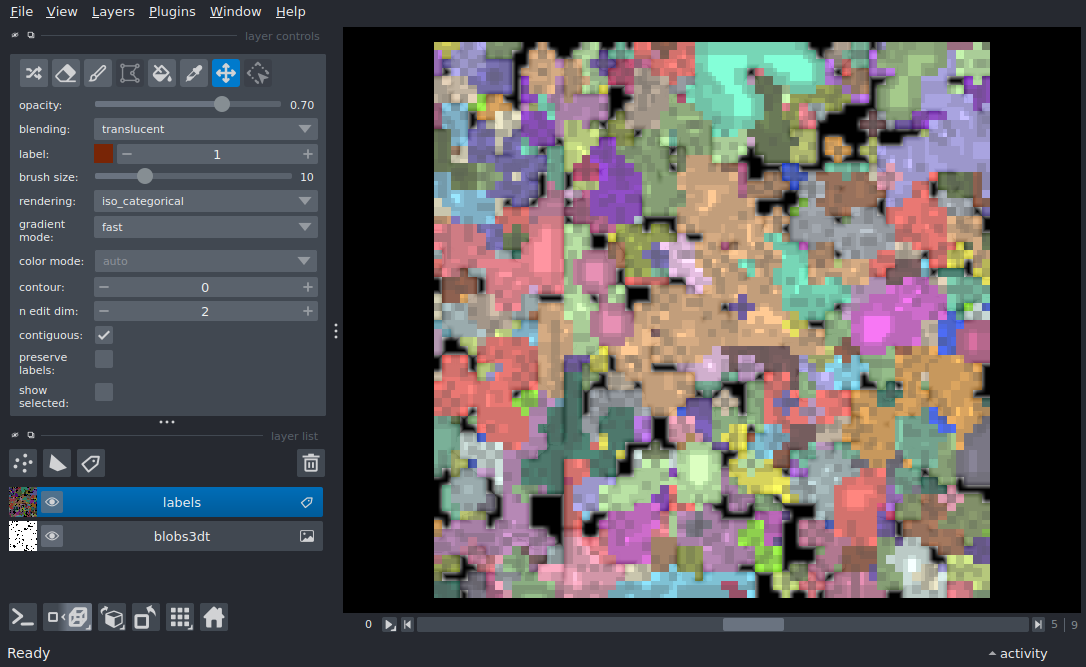 File View Layers Plugins Window Help
layer controls
opacity: 0.70
blending: translucent
label: 1
brush size: 10
rendering: iso_categorical
gradient
mode: fast
color mode: auto
contour: 0
n edit dim: 2
contiguous:
preserve
labels:
show
selected:
layer list
labels
blobs3dt
0 5 | 9
Ready activity